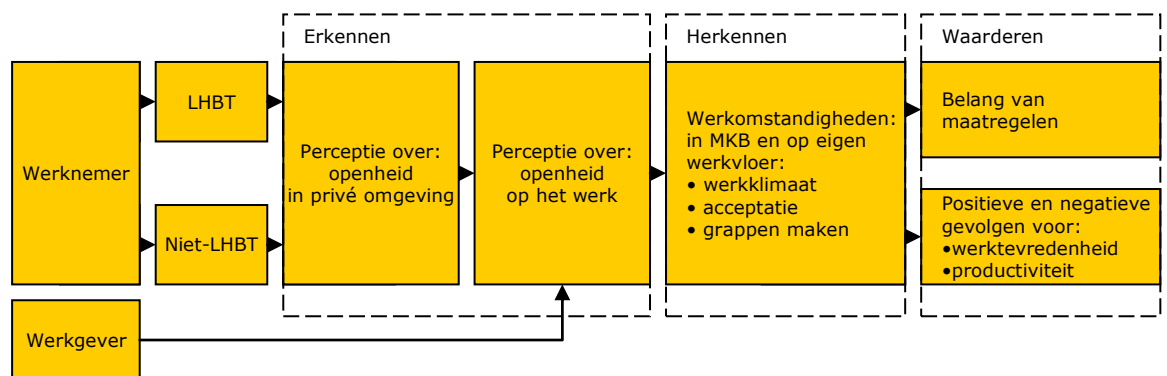 Erkennen
Herkennen
Waarderen
Werknemer
LHBT
Niet-LHBT
Perceptie over:
openheid
in privé omgeving
Perceptie over:
openheid
op het werk
Werkomstandigheden:
in MKB en op eigen
werkvloer:
• werkklimaat
• acceptatie
• grappen maken
Belang van
maatregelen
Positieve en negatieve
gevolgen voor:
•werktevredenheid
•productiviteit
Werkgever